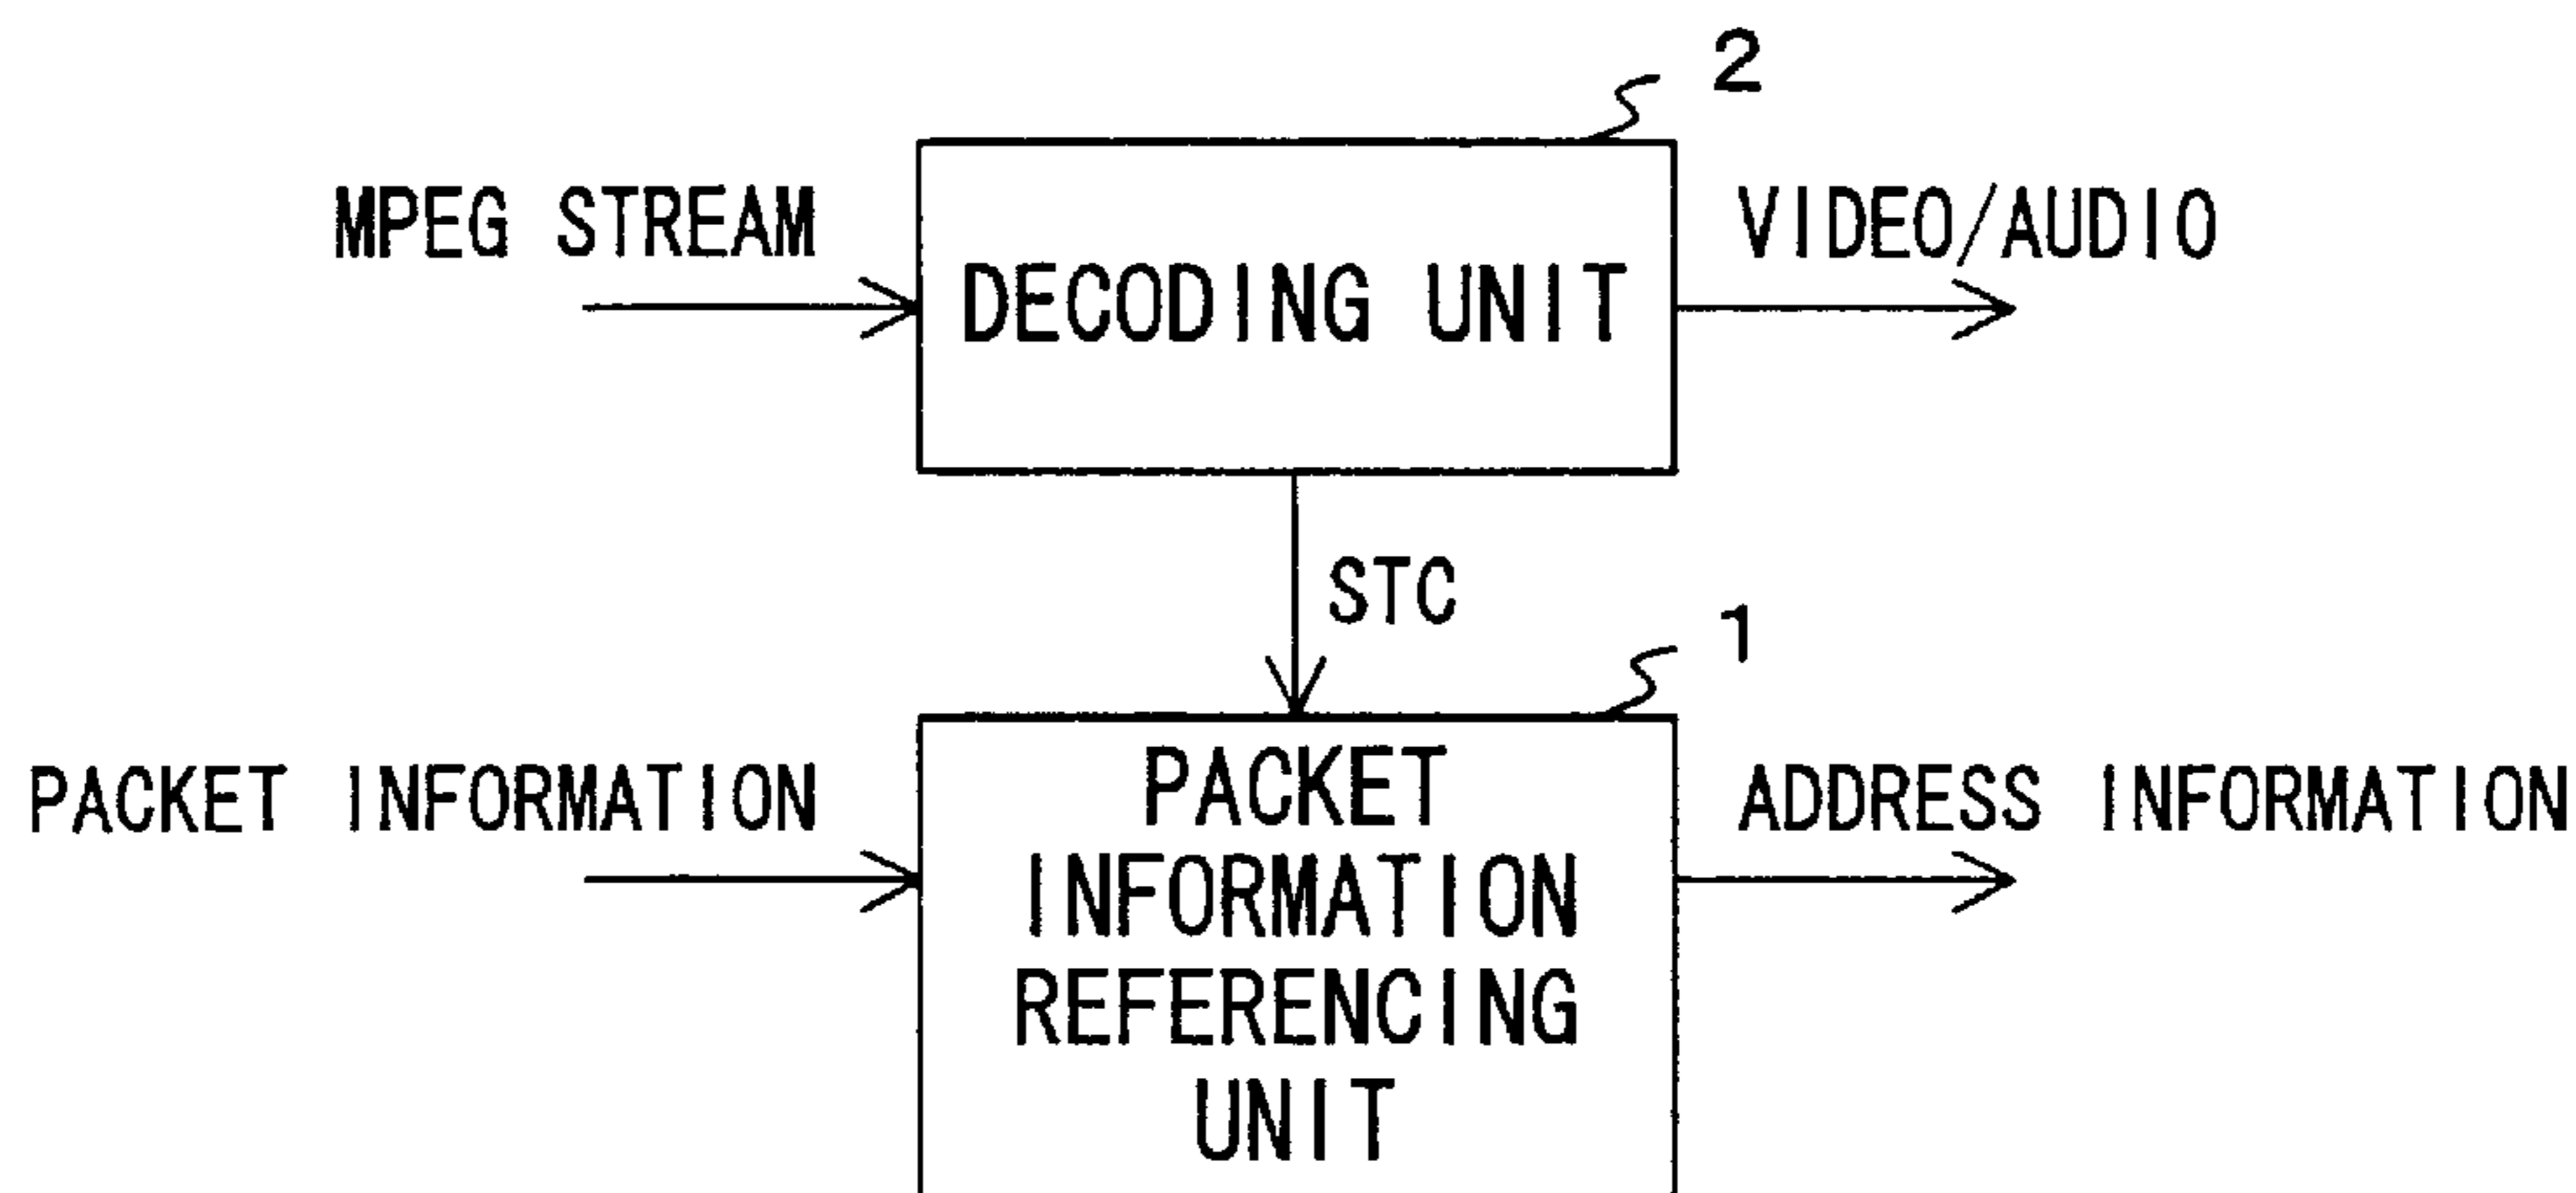 2
MPEG STREAM
DECODING UNIT
VIDEO/AUDIO
STC
1
PACKET INFORMATION
PACKET
INFORMATION
REFERENCING
UNIT
ADDRESS INFORMATION